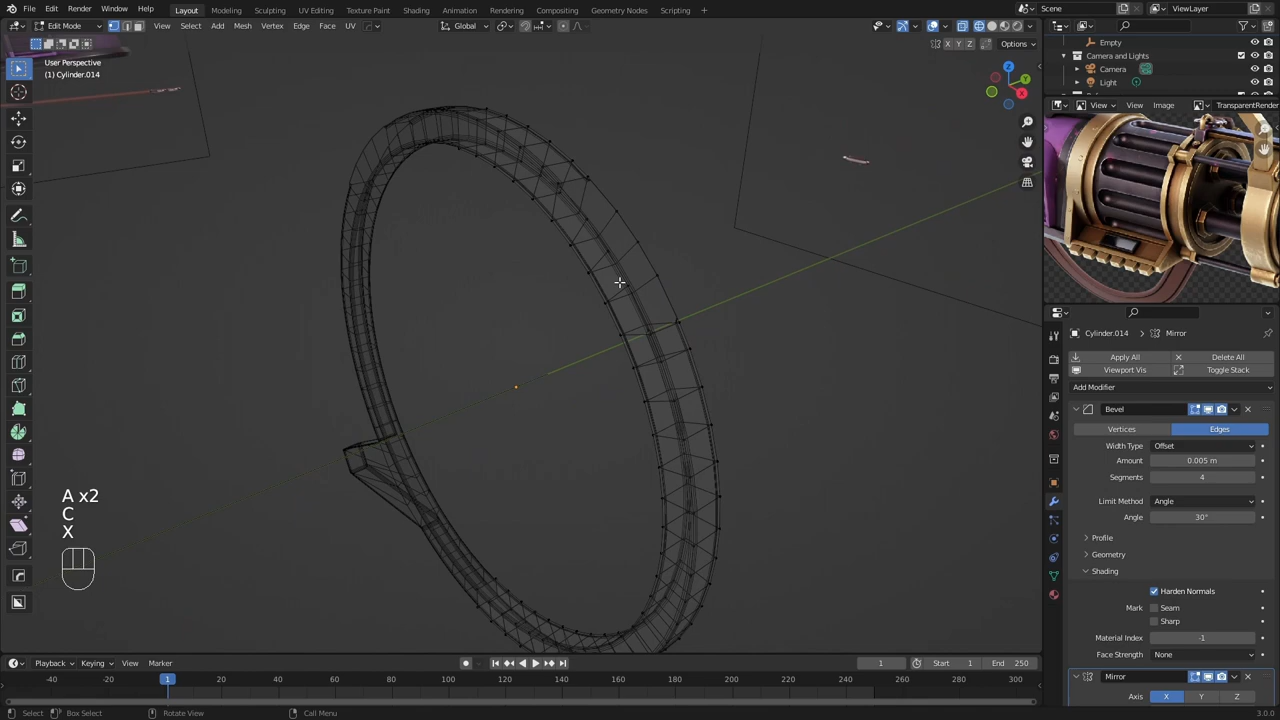 File Edit Render Window Help Layout Modeling Sculpting UV Editing Texture Paint Shading Animation Rendering Compositing Geometry Nodes Scripting + Scene ViewLayer
Edit Mode View Select Add Mesh Vertex Edge Face UV Global
X Y Z Options
User Perspective
(1) Cylinder.014
Z
Y
X
Empty
Camera and Lights
Camera
Light
View View Image TransparentRender
A x2
C
X
Cylinder.014 Mirror
Apply All Delete All
Viewport Vis Toggle Stack
Add Modifier
Bevel
Vertices Edges
Width Type Offset
Amount 0.005 m
Segments 4
Limit Method Angle
Angle 30°
Profile
Geometry
Shading
Harden Normals
Mark Seam
Sharp
Material Index -1
Face Strength None
Mirror
Axis X Y Z
Playback Keying View Marker 1 Start 1 End 250
-40 -20 1 20 40 60 80 100 120 140 160 180 200 220 240 260 280 300
Select Box Select Rotate View Call Menu 3.0.0